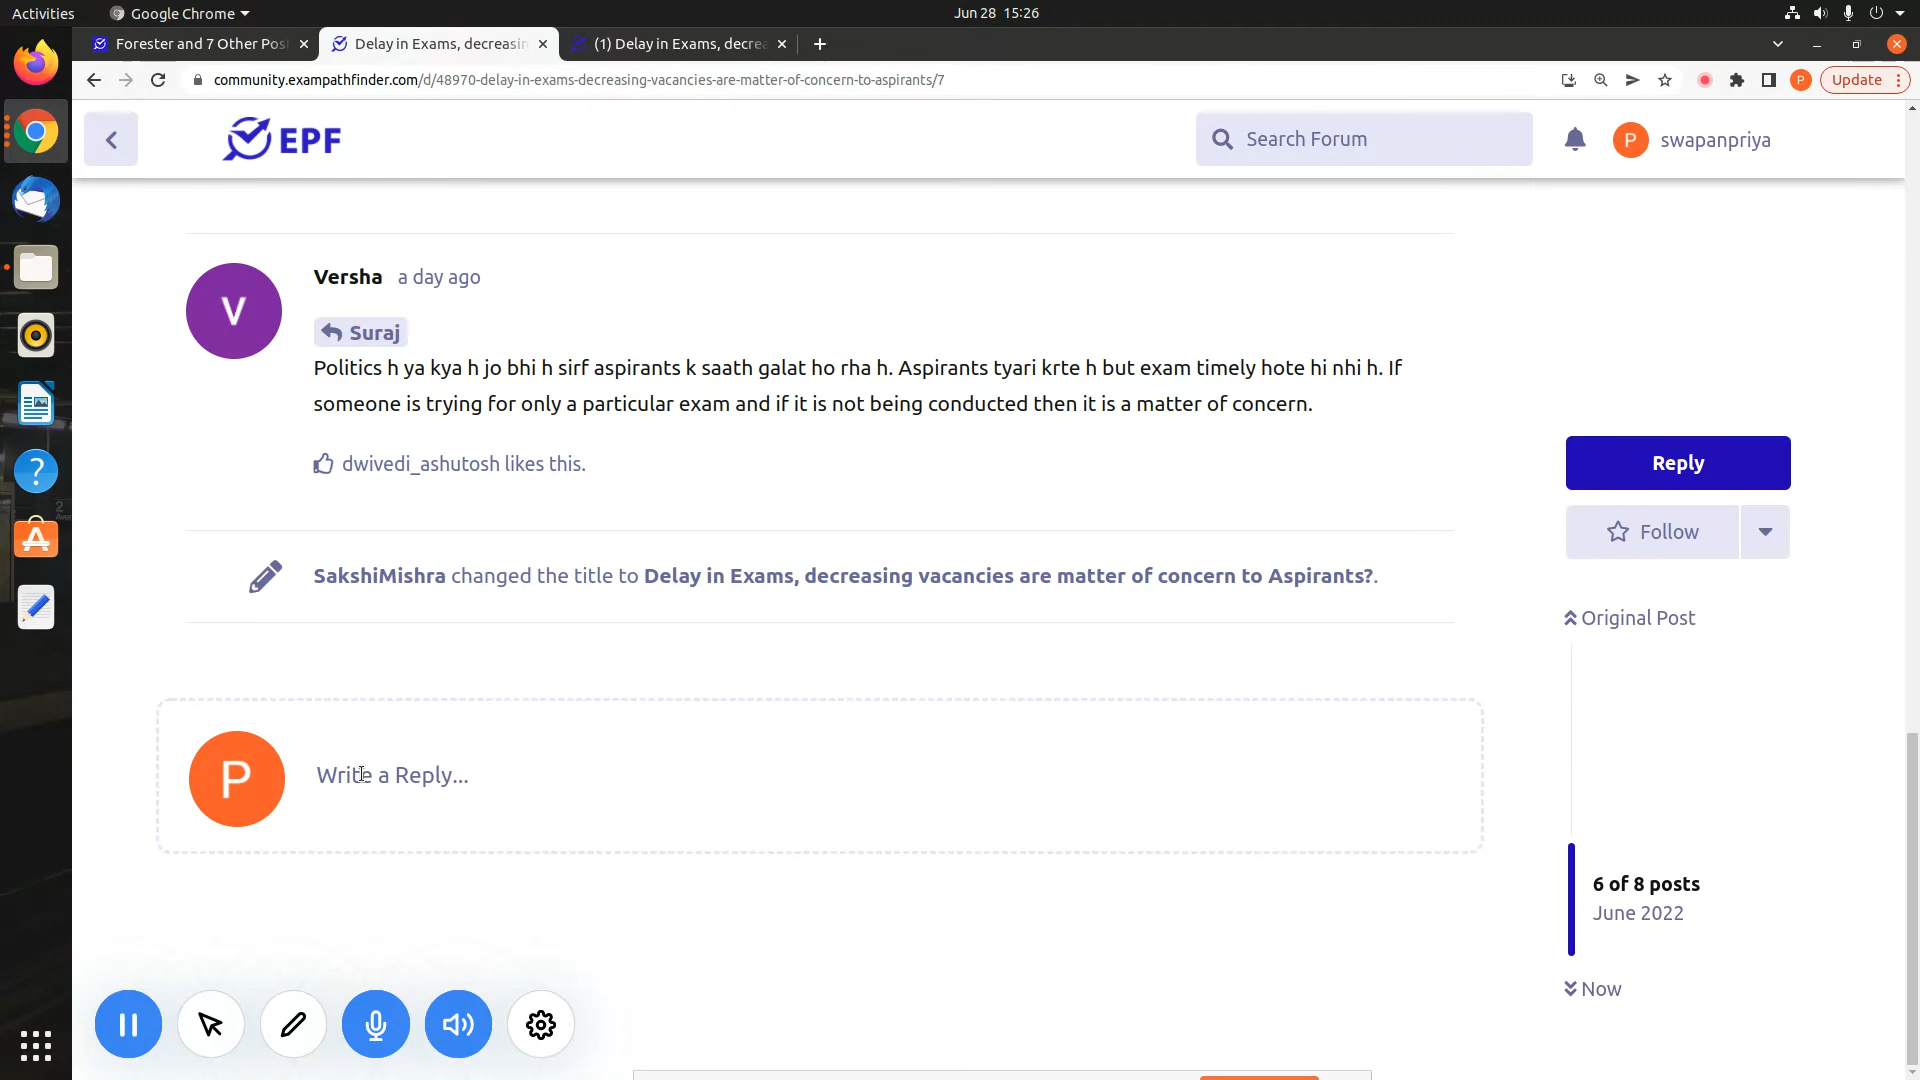 Activities
Google Chrome
Jun 28 15:26
Forester and 7 Other Pos
Delay in Exams, decreasin
(1) Delay in Exams, decrea
community.exampathfinder.com/d/48970-delay-in-exams-decreasing-vacancies-are-matter-of-concern-to-aspirants/7
P
Update
EPF
Search Forum
P
swapanpriya
Versha a day ago
V
Suraj
Politics h ya kya h jo bhi h sirf aspirants k saath galat ho rha h. Aspirants tyari krte h but exam timely hote hi nhi h. If
someone is trying for only a particular exam and if it is not being conducted then it is a matter of concern.
dwivedi_ashutosh likes this.
Reply
Follow
SakshiMishra changed the title to Delay in Exams, decreasing vacancies are matter of concern to Aspirants?.
Original Post
P
Write a Reply...
6 of 8 posts
June 2022
Now